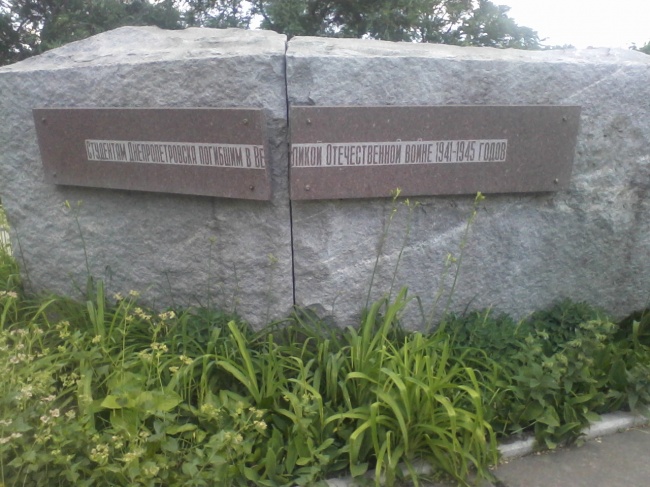 Студентам Днепропетровска погибшим в Великой Отечественной войне 1941-1945 годов